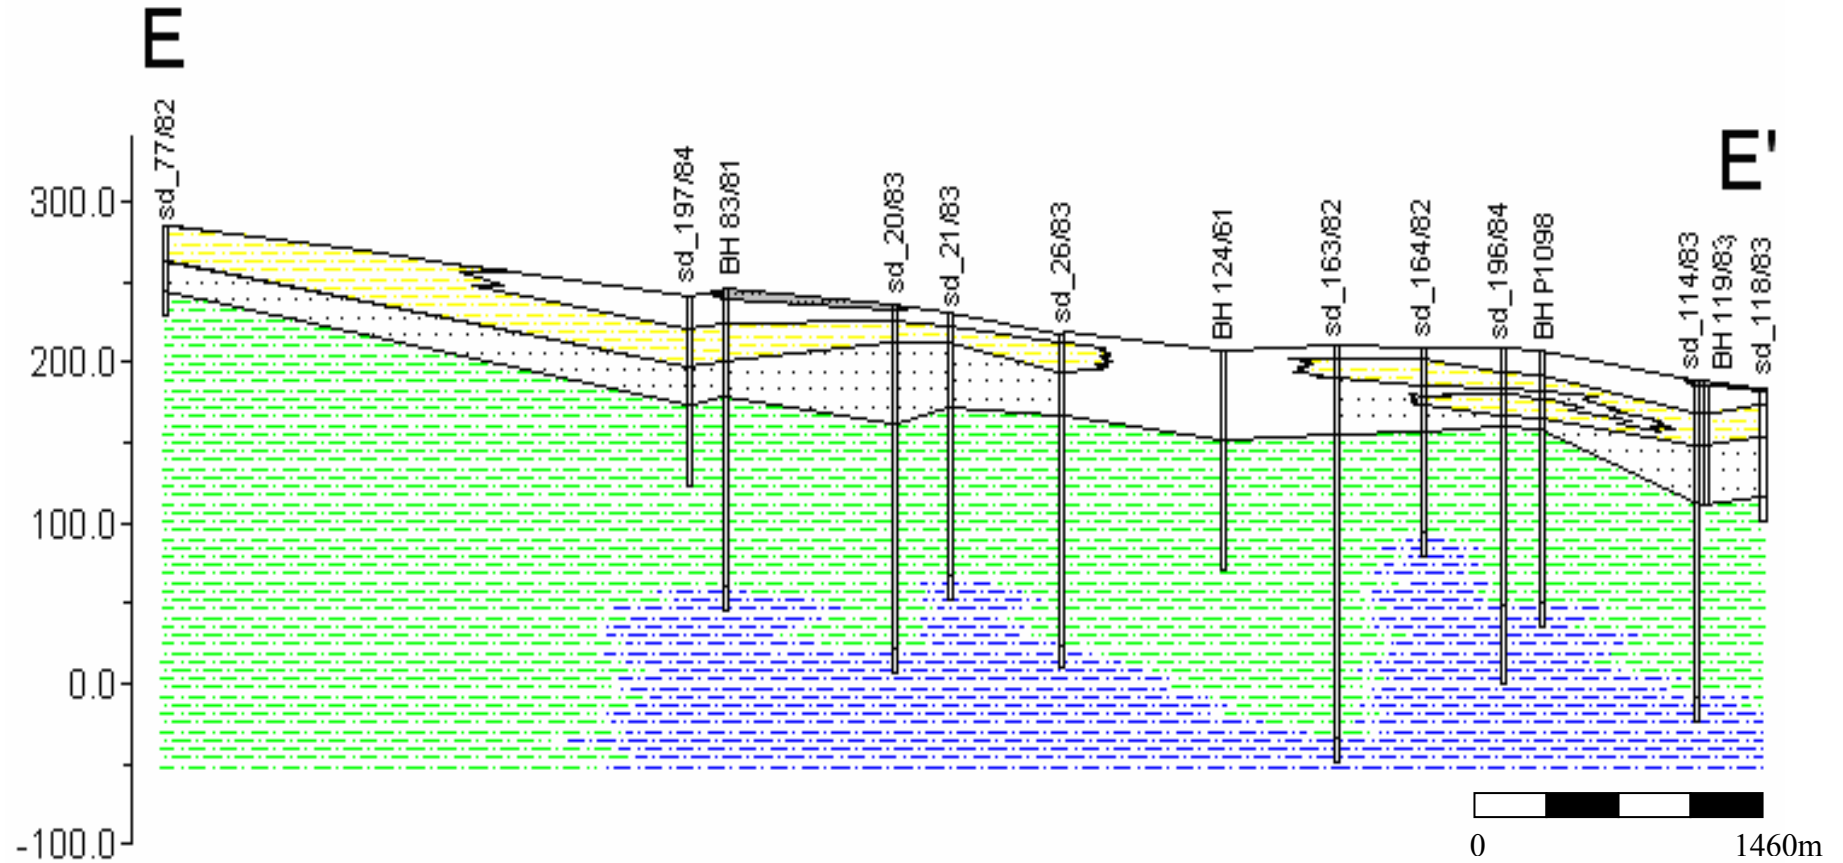 E
E'
sd_77/82
sd_197/84
BH 83/81
sd_20/83
sd_21/83
sd_26/83
BH 124/61
sd_163/82
sd_164/82
sd_196/84
BH P1098
sd_114/83
BH 119/83
sd_118/83
300.0
200.0
100.0
0.0
-100.0
0 1460m